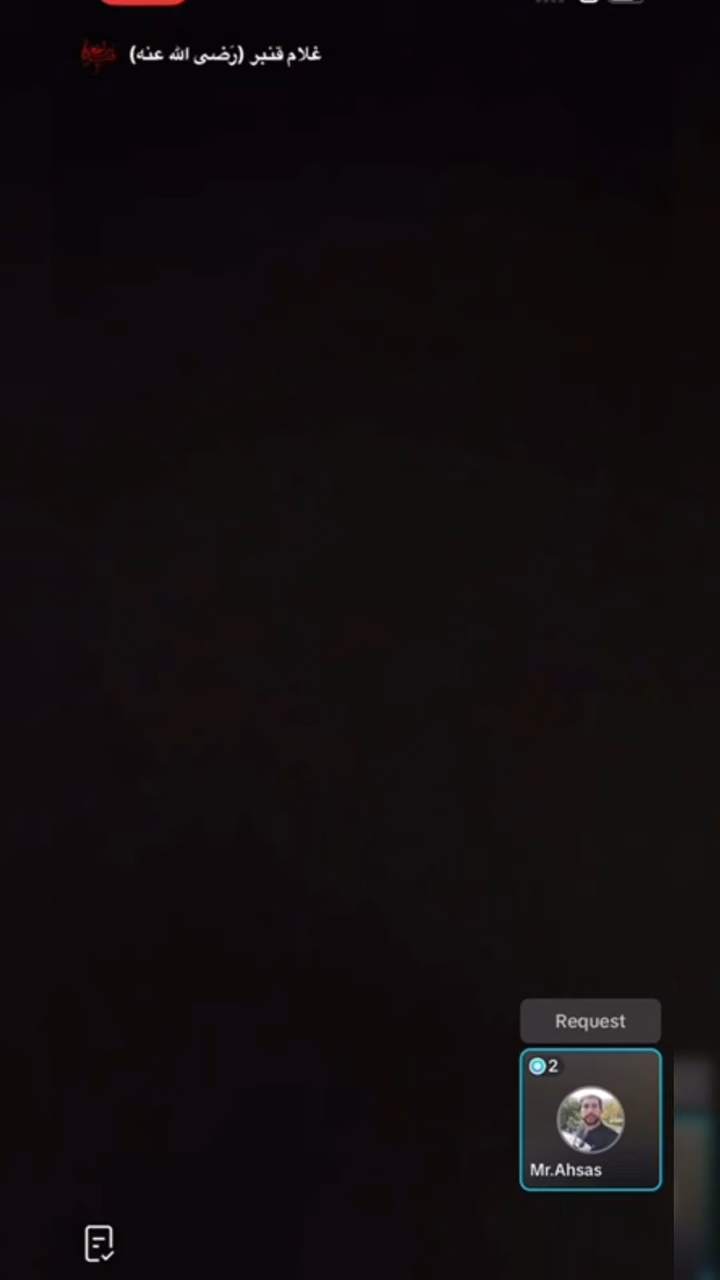 غلام قنبر (رَضی الله عنه)
Request
2
Mr.Ahsas